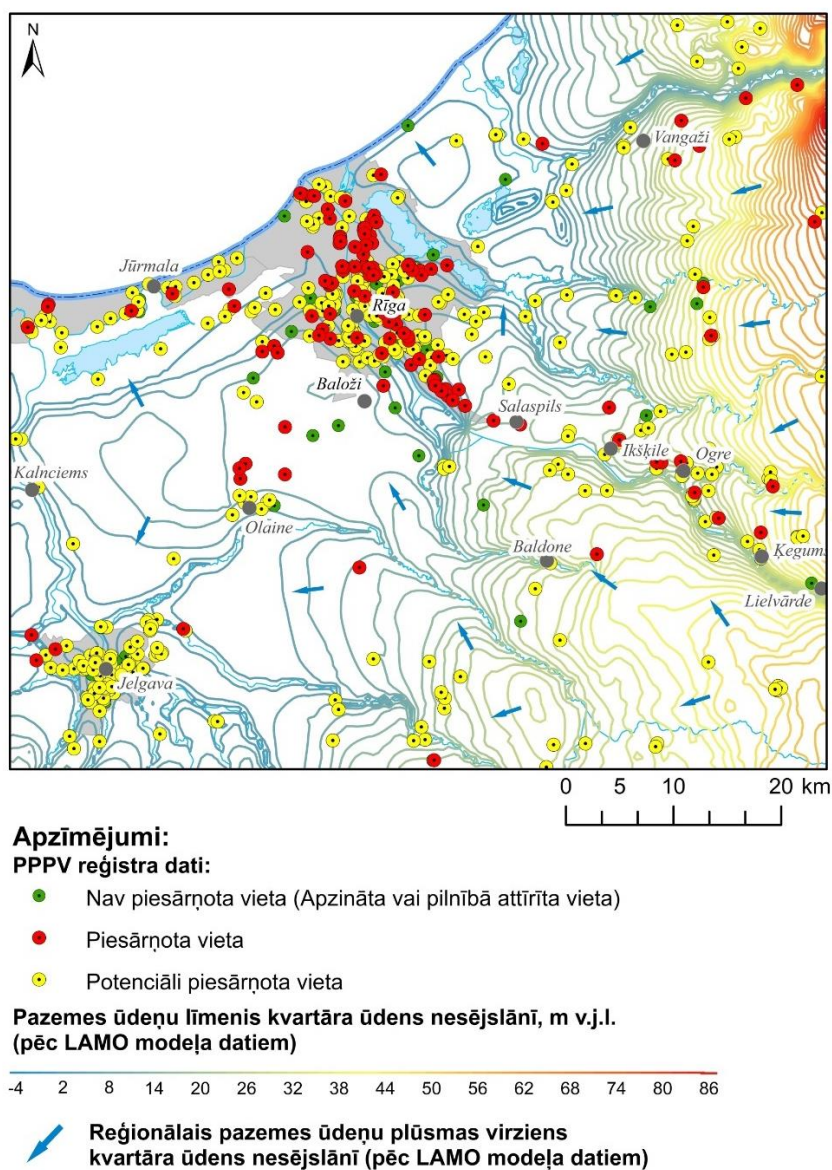 N
Vangaži
Jūrmala
Rīga
Baloži
Salaspils
Ikšķile
Ogre
Kalnciems
Olaine
Baldone
Ķegums
Lielvārde
Jelgava
0 5 10 20 km
Apzīmējumi:
PPPV reģistra dati:
Nav piesārņota vieta (Apzināta vai pilnībā attīrīta vieta)
Piesārņota vieta
Potenciāli piesārņota vieta
Pazemes ūdeņu līmenis kvartāra ūdens nesējslānī, m v.j.l.
(pēc LAMO modeļa datiem)
-4 2 8 14 20 26 32 38 44 50 56 62 68 74 80 86
Reģionālais pazemes ūdeņu plūsmas virziens
kvartāra ūdens nesējslānī (pēc LAMO modeļa datiem)